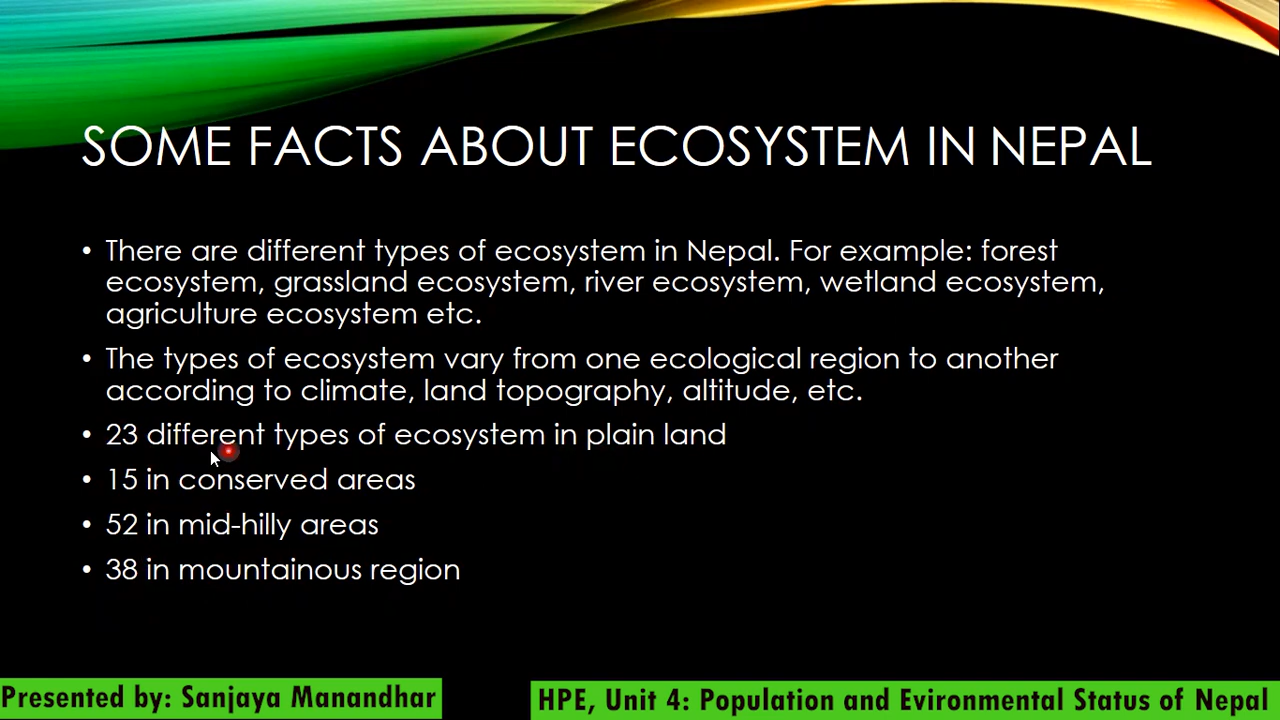 SOME FACTS ABOUT ECOSYSTEM IN NEPAL
• There are different types of ecosystem in Nepal. For example: forest
ecosystem, grassland ecosystem, river ecosystem, wetland ecosystem,
agriculture ecosystem etc.
• The types of ecosystem vary from one ecological region to another
according to climate, land topography, altitude, etc.
• 23 different types of ecosystem in plain land
• 15 in conserved areas
• 52 in mid-hilly areas
• 38 in mountainous region
Presented by: Sanjaya Manandhar
HPE, Unit 4: Population and Evironmental Status of Nepal